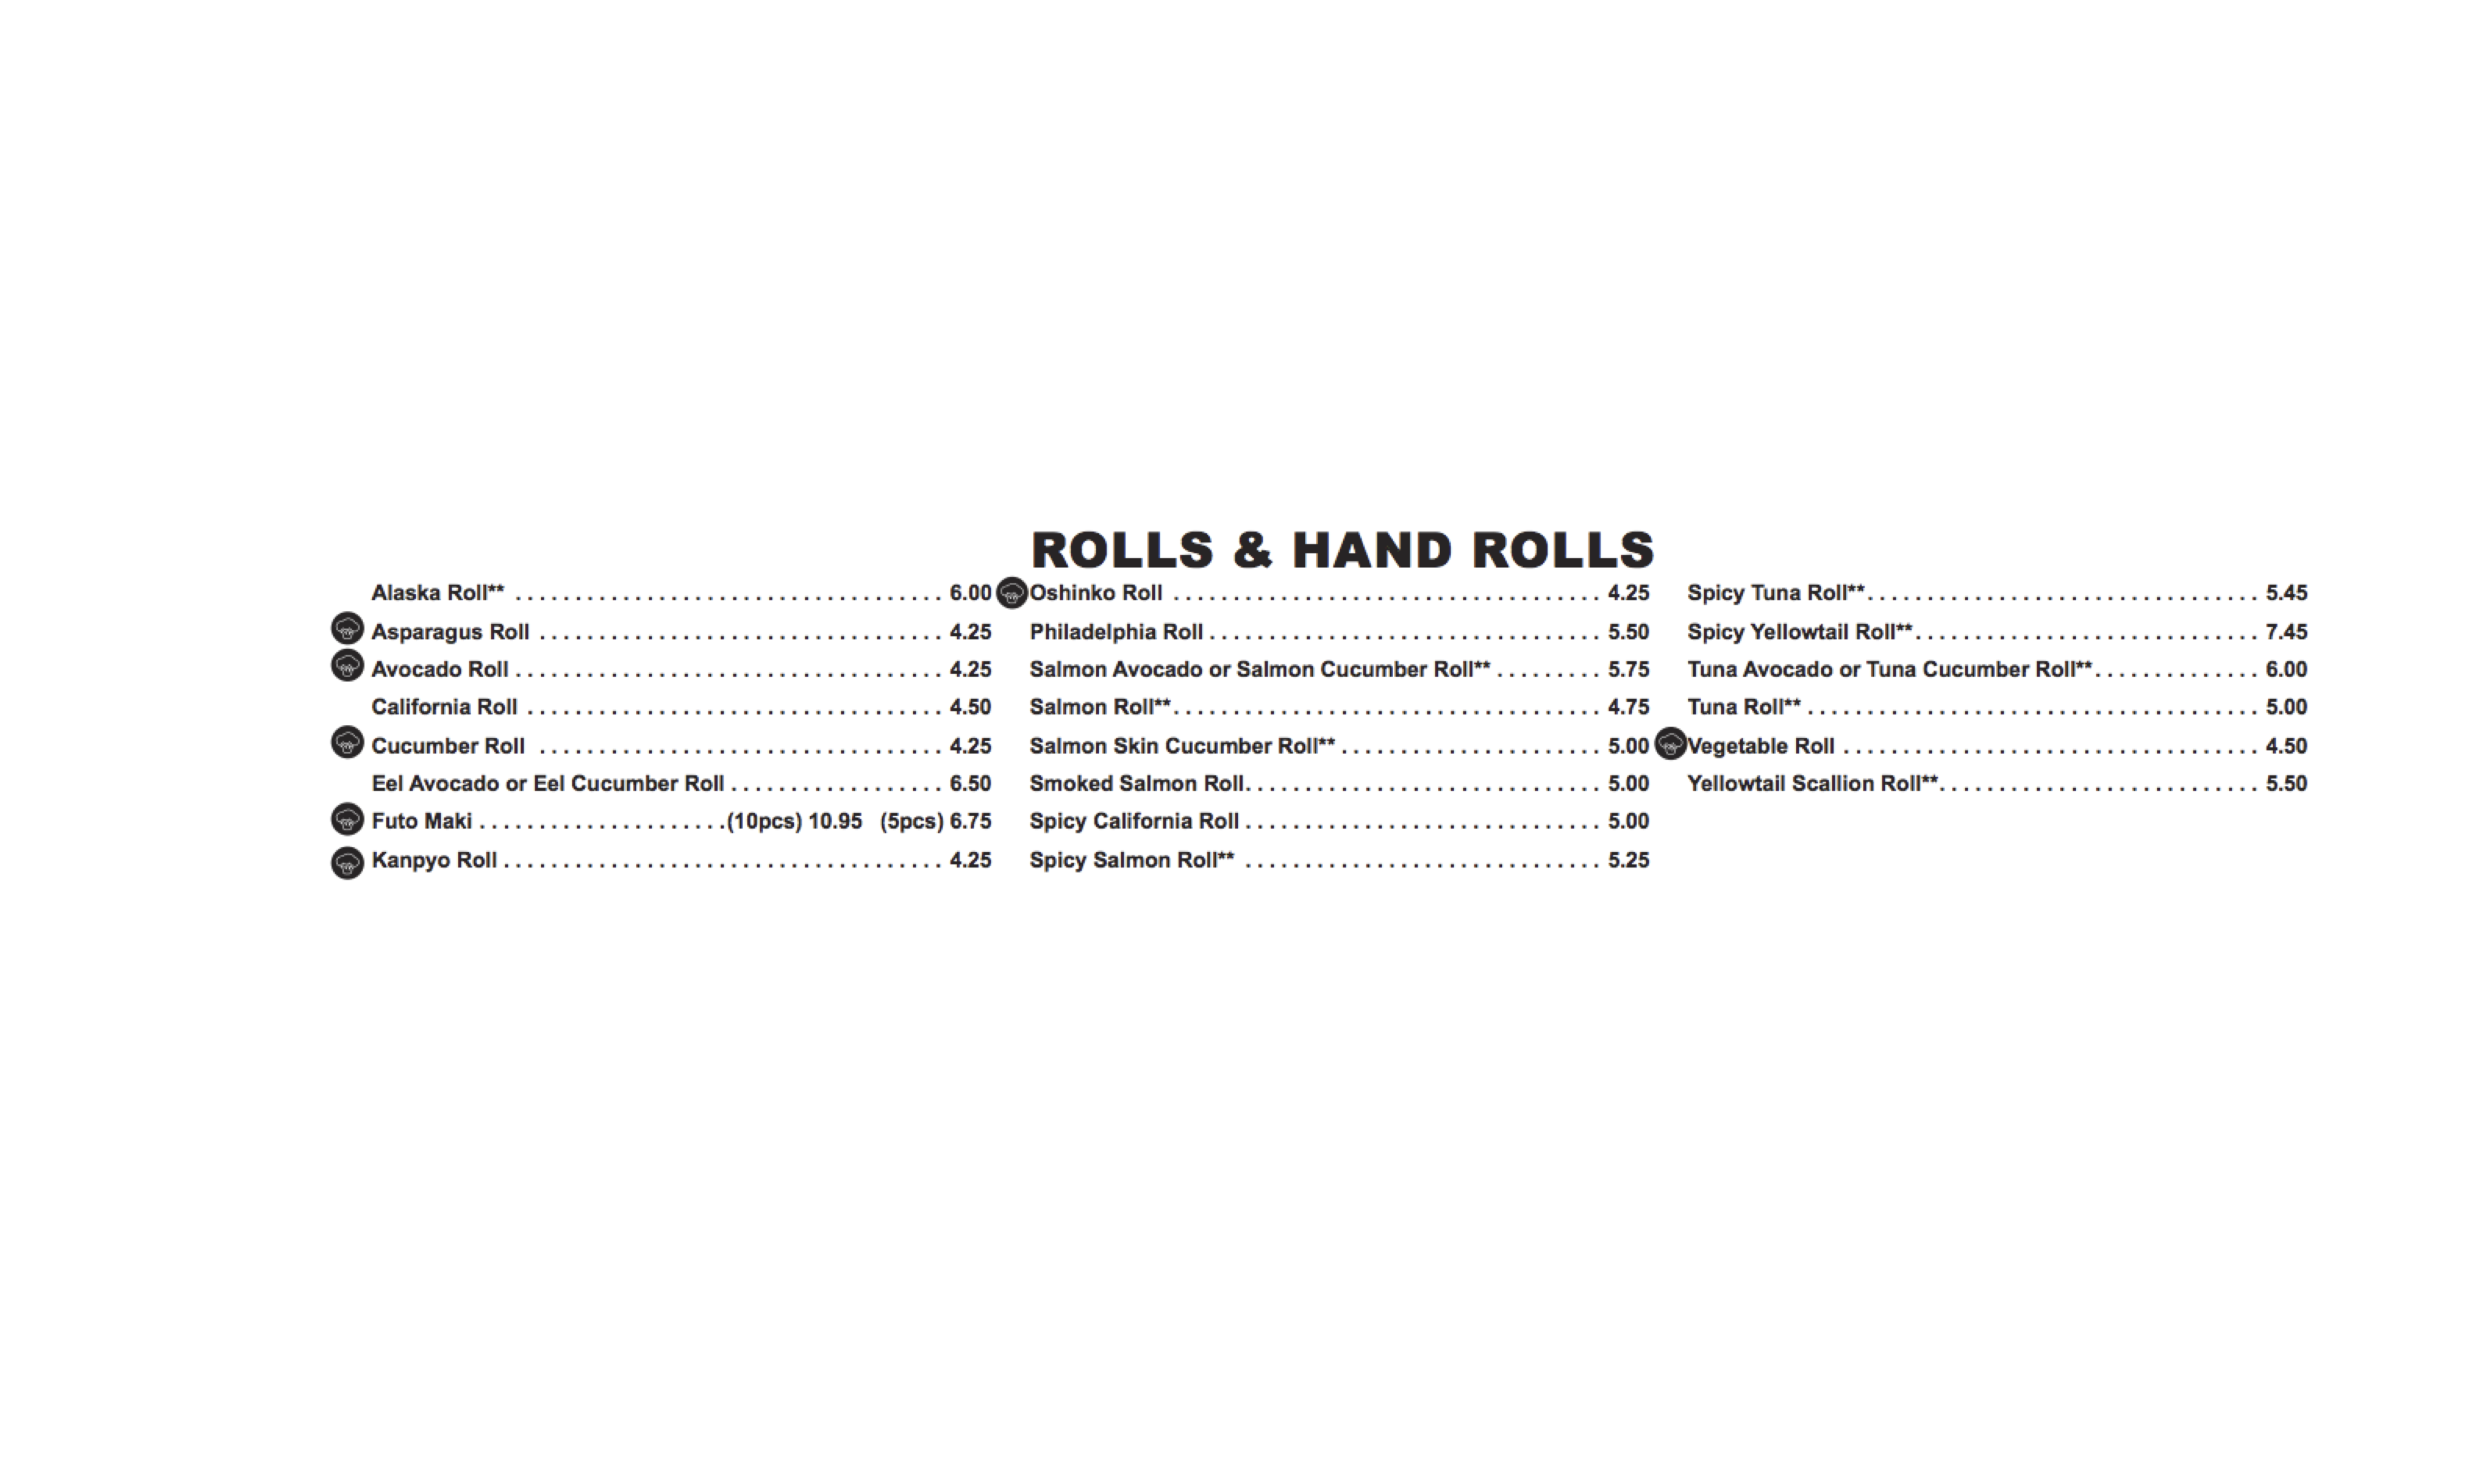 ROLLS & HAND ROLLS
Alaska Roll** . . . . . . . . . . . . . . . . . . . . . . . . . . . . . . . . . . . . 6.00
Asparagus Roll . . . . . . . . . . . . . . . . . . . . . . . . . . . . . . . . . . 4.25
Avocado Roll . . . . . . . . . . . . . . . . . . . . . . . . . . . . . . . . . . . . 4.25
California Roll . . . . . . . . . . . . . . . . . . . . . . . . . . . . . . . . . . . 4.50
Cucumber Roll . . . . . . . . . . . . . . . . . . . . . . . . . . . . . . . . . . 4.25
Eel Avocado or Eel Cucumber Roll . . . . . . . . . . . . . . . . . . 6.50
Futo Maki . . . . . . . . . . . . . . . . . . . . .(10pcs) 10.95 (5pcs) 6.75
Kanpyo Roll . . . . . . . . . . . . . . . . . . . . . . . . . . . . . . . . . . . . . 4.25
Oshinko Roll . . . . . . . . . . . . . . . . . . . . . . . . . . . . . . . . . . . . 4.25
Philadelphia Roll . . . . . . . . . . . . . . . . . . . . . . . . . . . . . . . . . 5.50
Salmon Avocado or Salmon Cucumber Roll** . . . . . . . . . 5.75
Salmon Roll** . . . . . . . . . . . . . . . . . . . . . . . . . . . . . . . . . . . . 4.75
Salmon Skin Cucumber Roll** . . . . . . . . . . . . . . . . . . . . . . 5.00
Smoked Salmon Roll . . . . . . . . . . . . . . . . . . . . . . . . . . . . . . 5.00
Spicy California Roll . . . . . . . . . . . . . . . . . . . . . . . . . . . . . . 5.00
Spicy Salmon Roll** . . . . . . . . . . . . . . . . . . . . . . . . . . . . . . 5.25
Spicy Tuna Roll** . . . . . . . . . . . . . . . . . . . . . . . . . . . . . . . . . 5.45
Spicy Yellowtail Roll** . . . . . . . . . . . . . . . . . . . . . . . . . . . . . 7.45
Tuna Avocado or Tuna Cucumber Roll** . . . . . . . . . . . . . . 6.00
Tuna Roll** . . . . . . . . . . . . . . . . . . . . . . . . . . . . . . . . . . . . . . 5.00
Vegetable Roll . . . . . . . . . . . . . . . . . . . . . . . . . . . . . . . . . . . 4.50
Yellowtail Scallion Roll** . . . . . . . . . . . . . . . . . . . . . . . . . . . 5.50